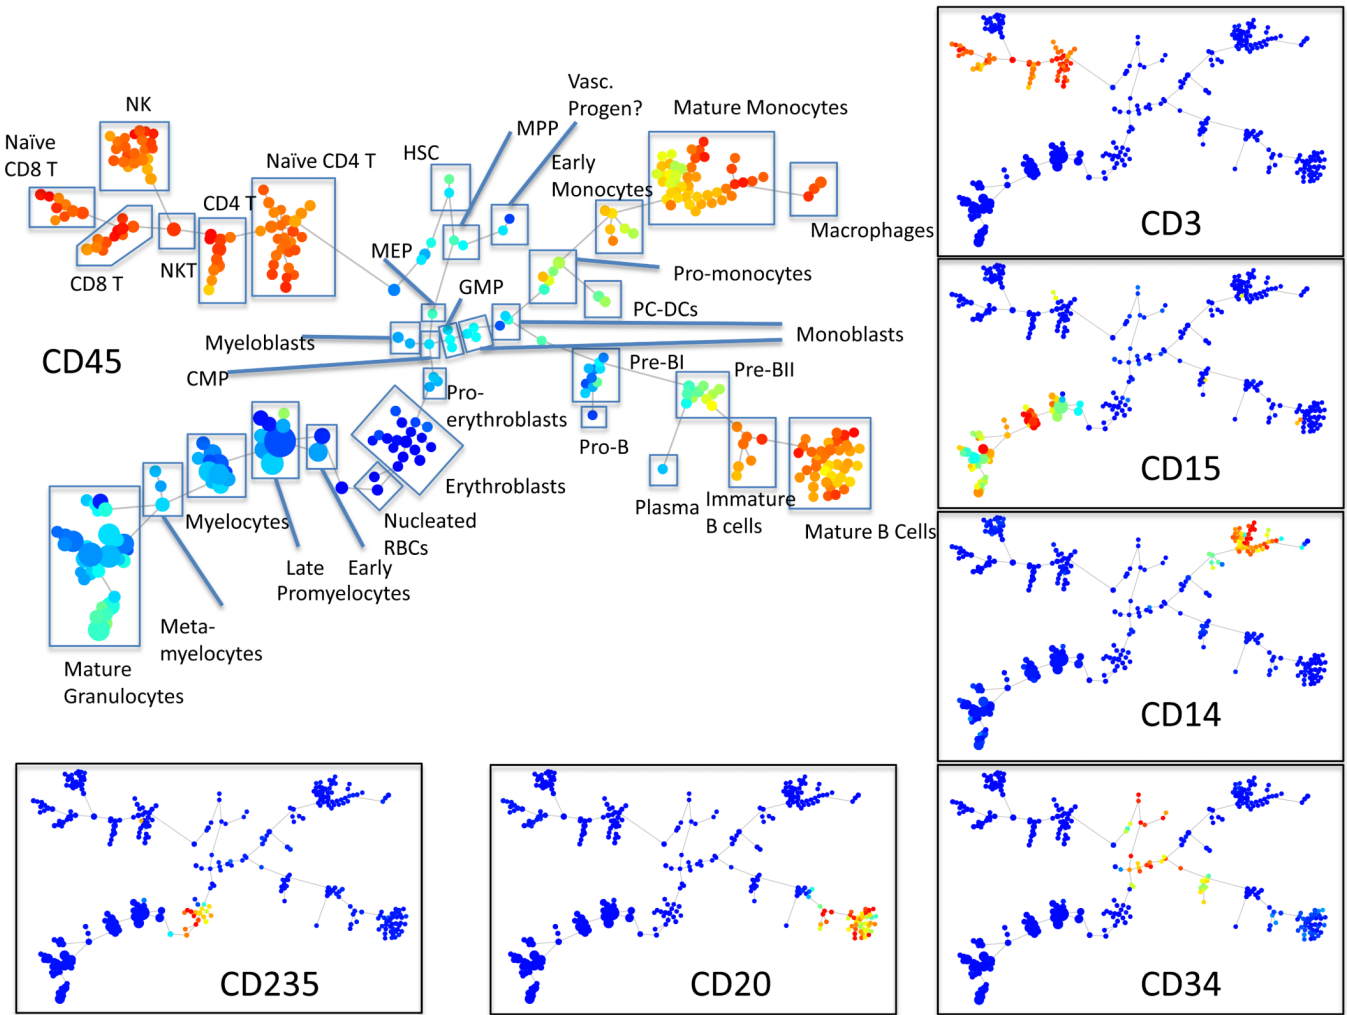 Vasc.
Progen?
NK
Mature Monocytes
MPP
Naïve
CD8 T
Naïve CD4 T
HSC
Early
Monocytes
CD4 T
Macrophages
CD3
MEP
NKT
CD8 T
Pro-monocytes
GMP
PC-DCs
Myeloblasts
Monoblasts
CD45
CMP
Pre-BI
Pre-BII
Pro-
erythroblasts
Pro-B
CD15
Erythroblasts
Plasma
Immature
B cells
Mature B Cells
Myelocytes
Nucleated
RBCs
Late
Early
Promyelocytes
Meta-
myelocytes
Mature
Granulocytes
CD14
CD235
CD20
CD34